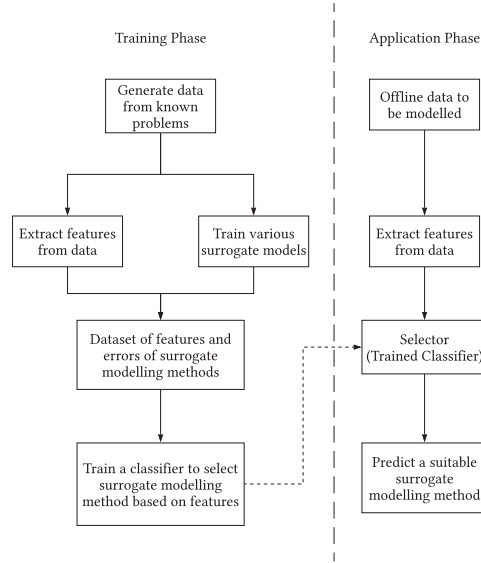 Training Phase
Application Phase
Generate data
from known
problems
Offline data to
be modelled
Extract features
from data
Train various
surrogate models
Extract features
from data
Dataset of features and
errors of surrogate
modelling methods
Selector
(Trained Classifier)
Train a classifier to select
surrogate modelling
method based on features
Predict a suitable
surrogate
modelling method